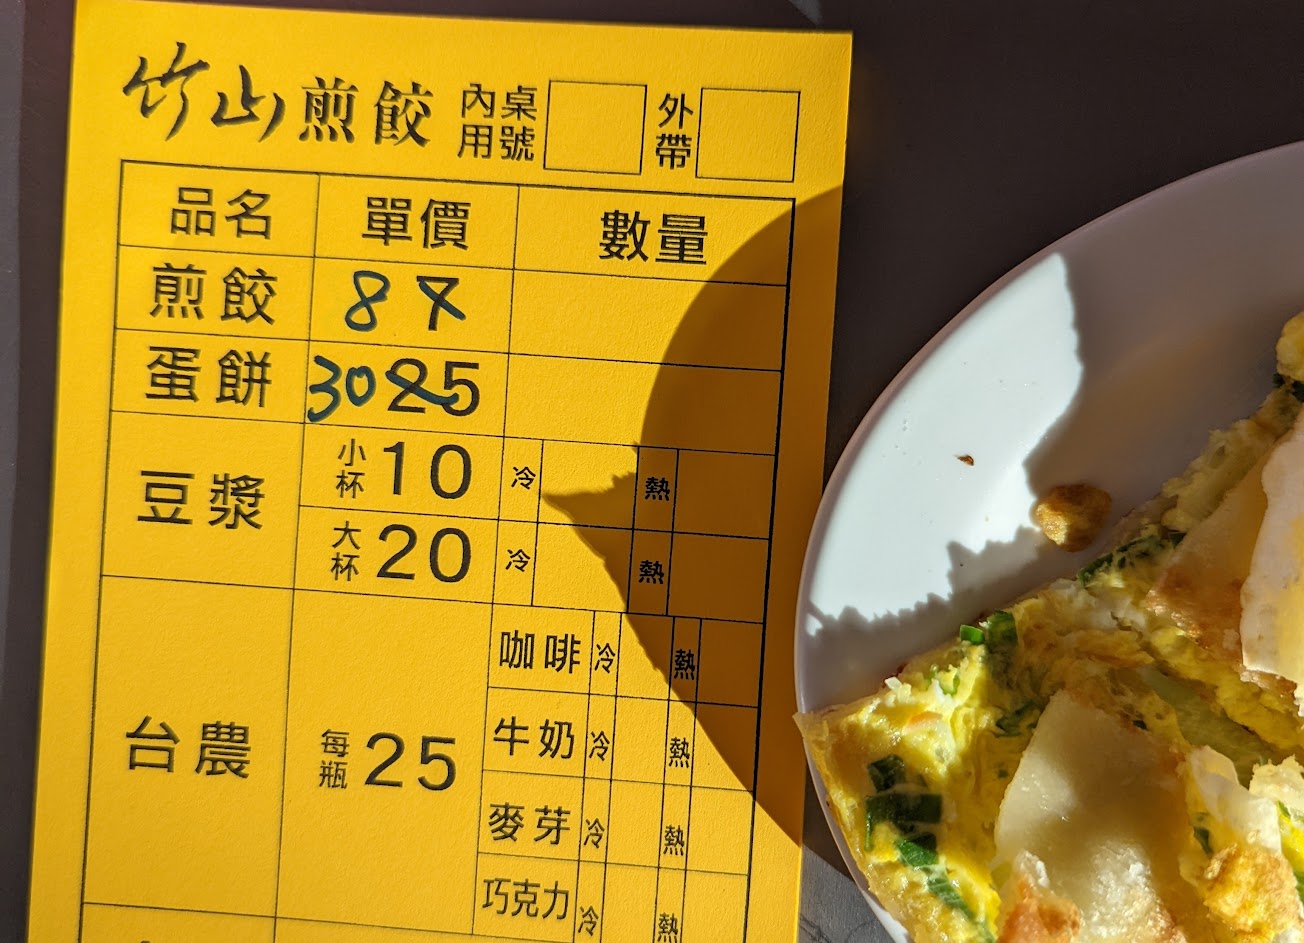 竹山煎餃 內用 桌號 外帶
品名 單價 數量
煎餃 8 7
蛋餅 30 25
豆漿 小杯 10 冷 熱
大杯 20 冷 熱
台農 每瓶 25 咖啡 冷 熱
牛奶 冷 熱
麥芽 冷 熱
巧克力 冷 熱